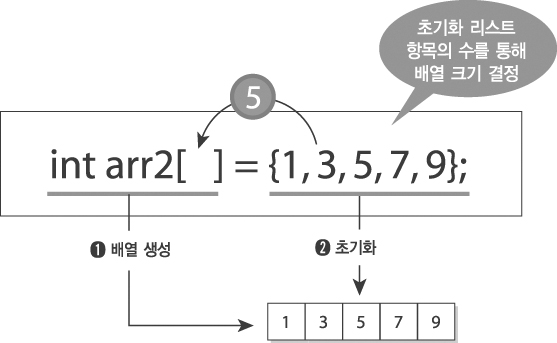 초기화 리스트
항목의 수를 통해
배열 크기 결정
5
int arr2[ ] = {1, 3, 5, 7, 9};
❶ 배열 생성
❷ 초기화
1 3 5 7 9